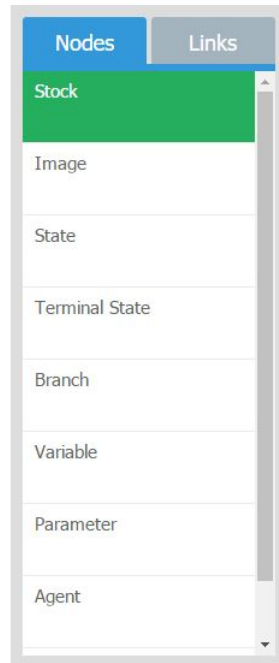 Nodes Links
Stock
Image
State
Terminal State
Branch
Variable
Parameter
Agent